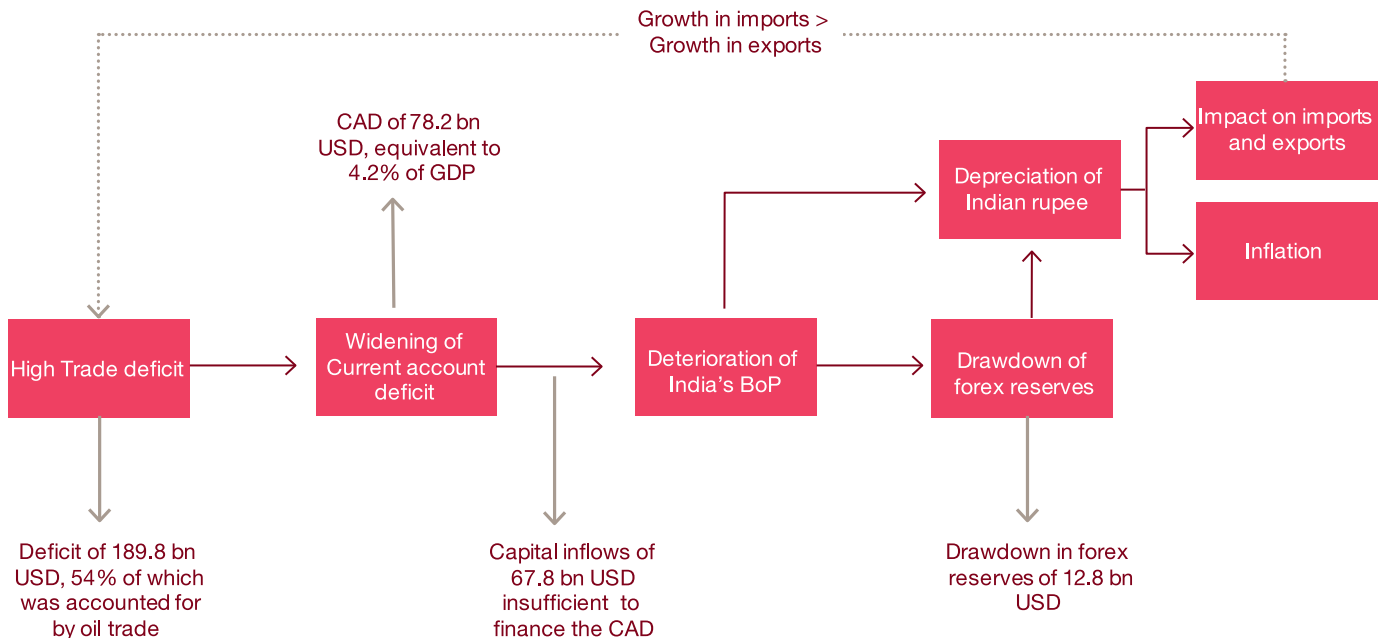 Growth in imports >
Growth in exports
CAD of 78.2 bn
USD, equivalent to
4.2% of GDP
Impact on imports
and exports
Depreciation of
Indian rupee
Inflation
High Trade deficit
Widening of
Current account
deficit
Deterioration of
India's BoP
Drawdown of
forex reserves
Deficit of 189.8 bn
USD, 54% of which
was accounted for
by oil trade
Capital inflows of
67.8 bn USD
insufficient to
finance the CAD
Drawdown in forex
reserves of 12.8 bn
USD